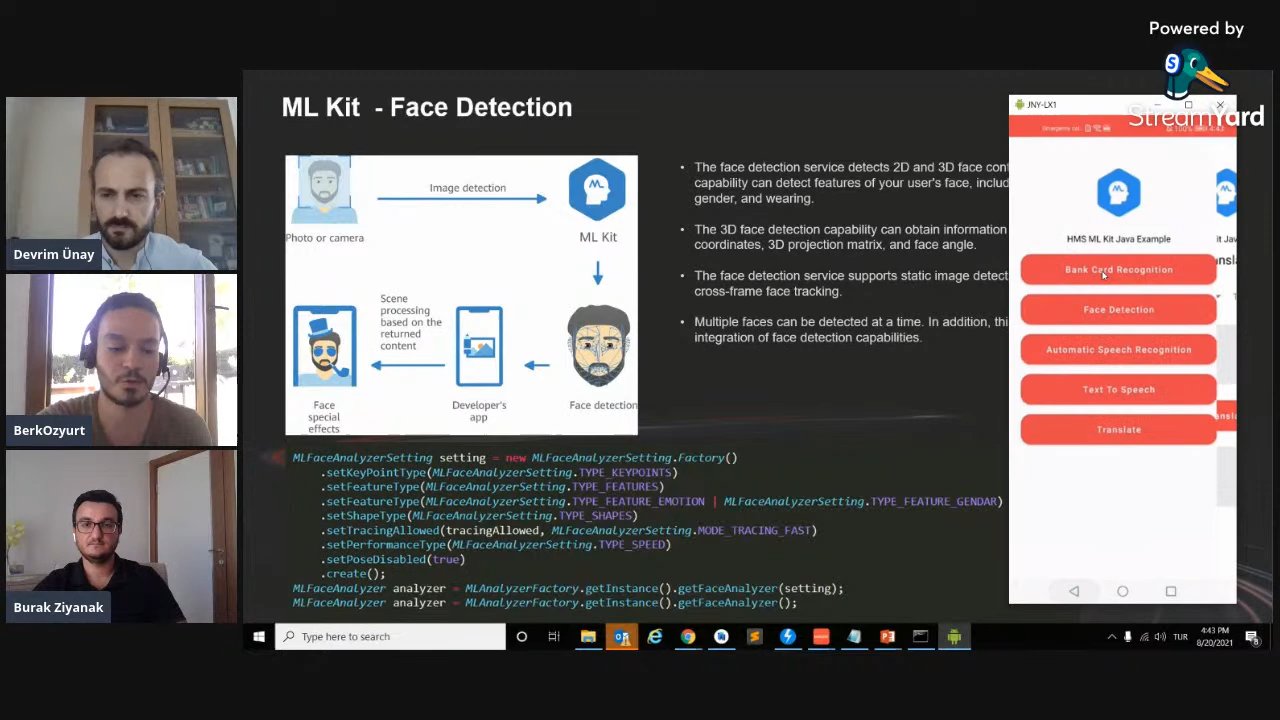 Powered by
StreamYard
Devrim Ünay
BerkOzyurt
Burak Ziyanak
ML Kit - Face Detection
Image detection
Photo or camera
ML Kit
Scene
processing
based on the
returned
content
Face
special
effects
Developer's
app
Face detection
• The face detection service detects 2D and 3D face con
capability can detect features of your user's face, includ
gender, and wearing.
• The 3D face detection capability can obtain information
coordinates, 3D projection matrix, and face angle.
• The face detection service supports static image detect
cross-frame face tracking.
• Multiple faces can be detected at a time. In addition, thi
integration of face detection capabilities.
MLFaceAnalyzerSetting setting = new MLFaceAnalyzerSetting.Factory()
.setKeyPointType(MLFaceAnalyzerSetting.TYPE_KEYPOINTS)
.setFeatureType(MLFaceAnalyzerSetting.TYPE_FEATURES)
.setFeatureType(MLFaceAnalyzerSetting.TYPE_FEATURE_EMOTION | MLFaceAnalyzerSetting.TYPE_FEATURE_GENDAR)
.setShapeType(MLFaceAnalyzerSetting.TYPE_SHAPES)
.setTracingAllowed(tracingAllowed, MLFaceAnalyzerSetting.MODE_TRACING_FAST)
.setPerformanceType(MLFaceAnalyzerSetting.TYPE_SPEED)
.setPoseDisabled(true)
.create();
MLFaceAnalyzer analyzer = MLAnalyzerFactory.getInstance().getFaceAnalyzer(setting);
MLFaceAnalyzer analyzer = MLAnalyzerFactory.getInstance().getFaceAnalyzer();
JNY-LX1
100% 4:43
HMS ML Kit Java Example
Bank Card Recognition
Face Detection
Automatic Speech Recognition
Text To Speech
Translate
Type here to search
TUR
4:43 PM
8/20/2021